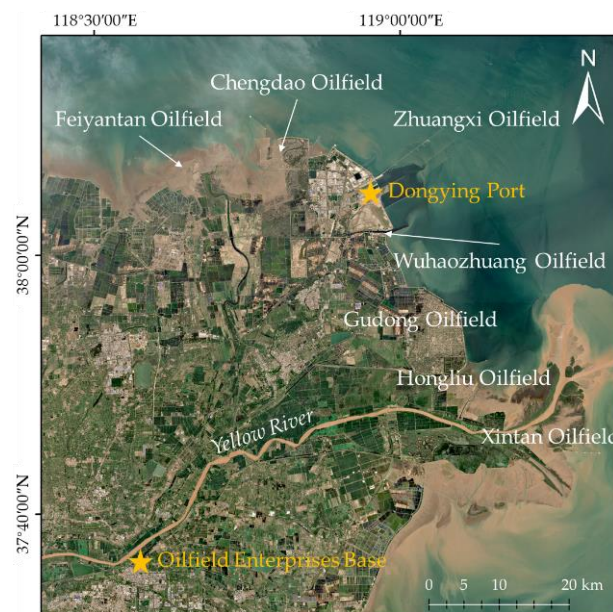 118°30'00"E
119°00'00"E
N
Chengdao Oilfield
Feiyantan Oilfield
Zhuangxi Oilfield
Dongying Port
38°00'00"N
Wuhaozhuang Oilfield
Gudong Oilfield
Hongliu Oilfield
Yellow River
Xintan Oilfield
37°40'00"N
Oilfield Enterprises Base
0 5 10 20 km